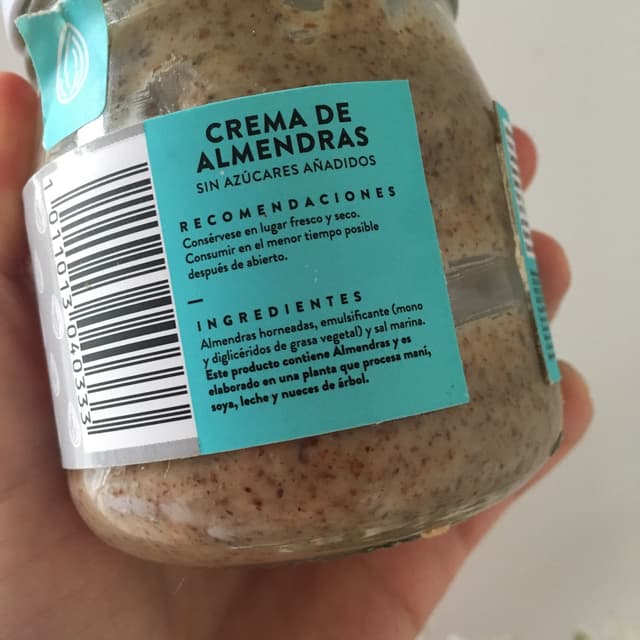 CREMA DE
ALMENDRAS
SIN AZÚCARES AÑADIDOS
RECOMENDACIONES
Consérvese en lugar fresco y seco.
Consumir en el menor tiempo posible
después de abierto.
INGREDIENTES
Almendras horneadas, emulsificante (mono
y diglicéridos de grasa vegetal) y sal marina.
Este producto contiene Almendras y es
elaborado en una planta que procesa maní,
soya, leche y nueces de árbol.
1011013040333